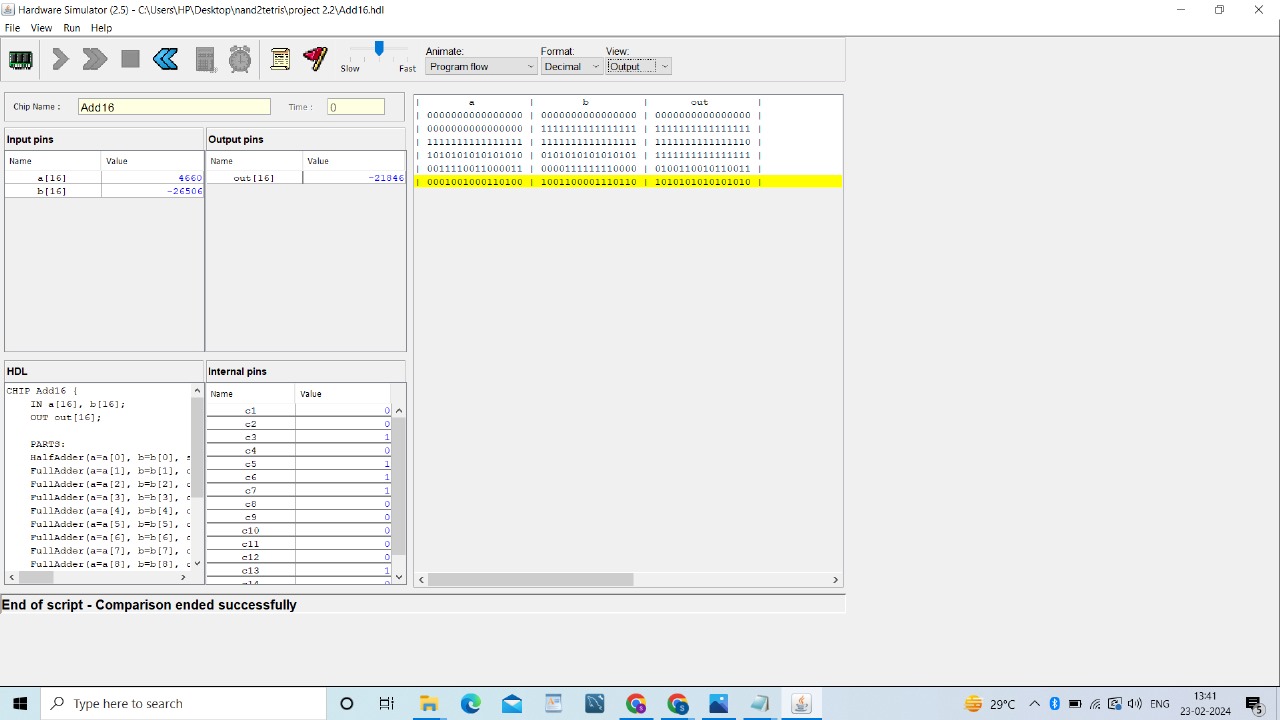 Hardware Simulator (2.5) - C:\Users\HP\Desktop\nand2tetris\project 2.2\Add16.hdl
File View Run Help
Slow Fast
Animate: Format: View:
Program flow Decimal Output
Chip Name : Add16 Time : 0
Input pins Output pins
Name Value Name Value
a[16] 4660 out[16] -21846
b[16] -26506
| a | b | out |
| 0000000000000000 | 0000000000000000 | 0000000000000000 |
| 0000000000000000 | 1111111111111111 | 1111111111111111 |
| 1111111111111111 | 1111111111111111 | 1111111111111110 |
| 1010101010101010 | 0101010101010101 | 1111111111111111 |
| 0011110011000011 | 0000111111110000 | 0100110010110011 |
| 0001001000110100 | 1001100001110110 | 1010101010101010 |
HDL
CHIP Add16 {
IN a[16], b[16];
OUT out[16];
PARTS:
HalfAdder(a=a[0], b=b[0], s
FullAdder(a=a[1], b=b[1], c
FullAdder(a=a[2], b=b[2], c
FullAdder(a=a[3], b=b[3], c
FullAdder(a=a[4], b=b[4], c
FullAdder(a=a[5], b=b[5], c
FullAdder(a=a[6], b=b[6], c
FullAdder(a=a[7], b=b[7], c
FullAdder(a=a[8], b=b[8], c
Internal pins
Name Value
c1 0
c2 0
c3 1
c4 0
c5 1
c6 1
c7 1
c8 0
c9 0
c10 0
c11 0
c12 0
c13 1
c14 0
End of script - Comparison ended successfully
Type here to search
29°C
ENG
13:41
23-02-2024
5